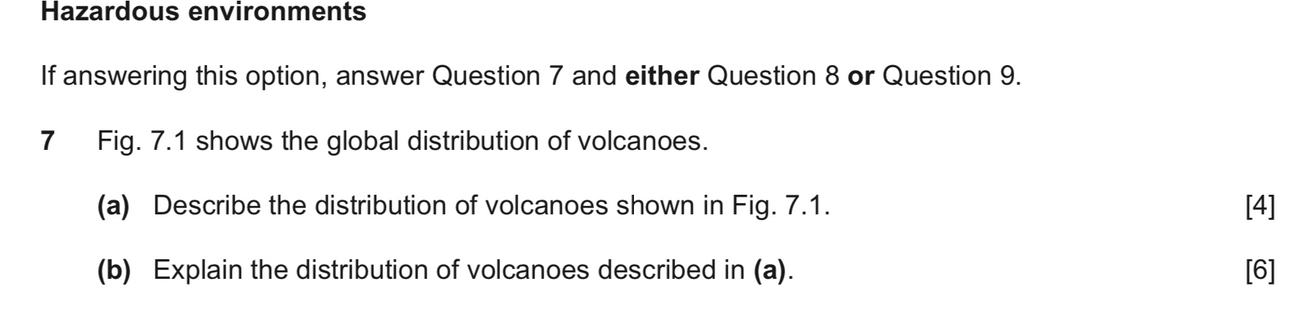 Hazardous environments
If answering this option, answer Question 7 and either Question 8 or Question 9.
7 Fig. 7.1 shows the global distribution of volcanoes.
(a) Describe the distribution of volcanoes shown in Fig. 7.1. [4]
(b) Explain the distribution of volcanoes described in (a). [6]